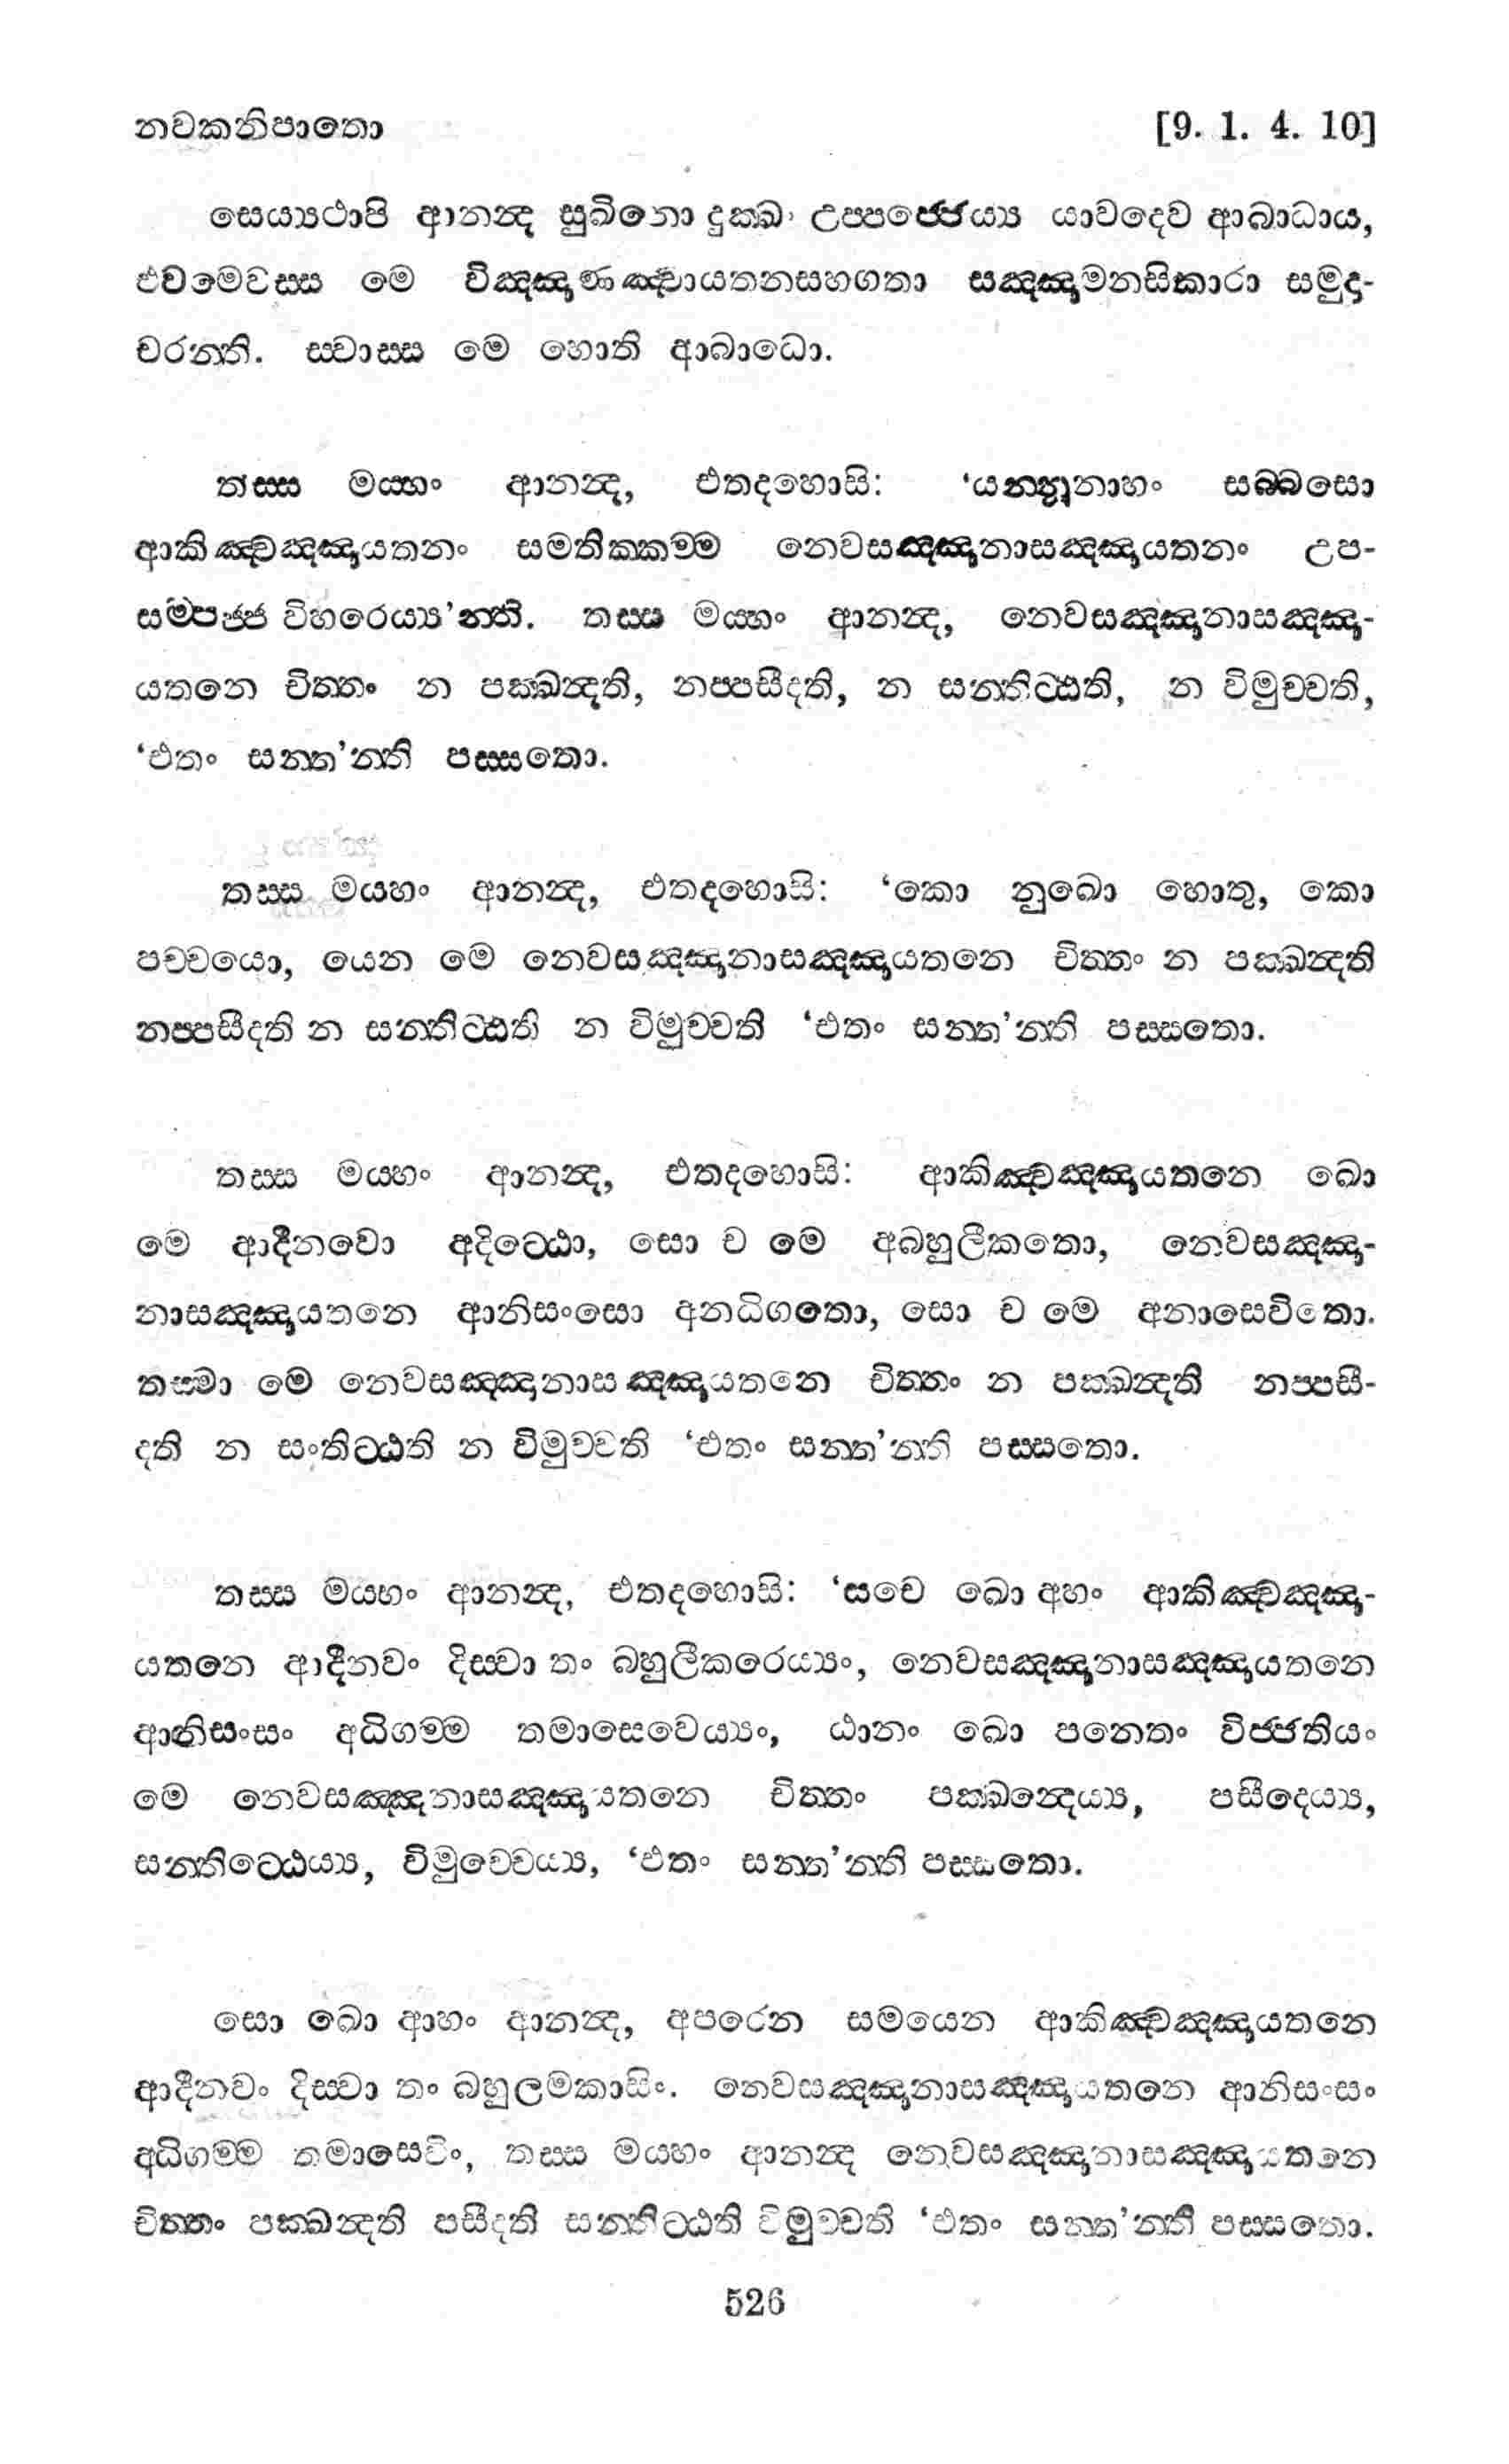 නවකනිපාතො [9. 1. 4. 10]
සෙය්‍යථාපි ආනන්‍ද සුඛිනො දුක්ඛං උප්පජ්ජෙය්‍ය යාවදෙව ආබාධාය,
එවමෙවස්ස මෙ විඤ්ඤාණඤ්චායතනසහගතා සඤ්ඤාමනසිකාරා සමුදා-
චරන්ති. ස්වාස්ස මෙ හොති ආබාධො.
තස්ස මය්හං ආනන්‍ද, එතදහොසි: ‘යන්නූනාහං සබ්බසො
ආකිඤ්චඤ්ඤායතනං සමතික්කම්ම නෙවසඤ්ඤානාසඤ්ඤායතනං උප-
සම්පජ්ජ විහරෙය්‍ය’න්ති. තස්ස මය්හං ආනන්‍ද, නෙවසඤ්ඤානාසඤ්ඤා-
යතනෙ චිත්තං න පක්ඛන්‍දති, නප්පසීදති, න සන්තිට්ඨති, න විමුච්චති,
‘එතං සන්ත’න්ති පස්සතො.
තස්ස මය්හං ආනන්‍ද, එතදහොසි: ‘කො නුඛො හොතු, කො
පච්චයො, යෙන මෙ නෙවසඤ්ඤානාසඤ්ඤායතනෙ චිත්තං න පක්ඛන්‍දති
නප්පසීදති න සන්තිට්ඨති න විමුච්චති ‘එතං සන්ත’න්ති පස්සතො.
තස්ස මය්හං ආනන්‍ද, එතදහොසි: ආකිඤ්චඤ්ඤායතනෙ ඛො
මෙ ආදීනවො අදිට්ඨො, සො ච මෙ අබහුලීකතො, නෙවසඤ්ඤා-
නාසඤ්ඤායතනෙ ආනිසංසො අනධිගතො, සො ච මෙ අනාසෙවිතො.
තස්මා මෙ නෙවසඤ්ඤානාසඤ්ඤායතනෙ චිත්තං න පක්ඛන්‍දති නප්පසී-
දති න සංතිට්ඨති න විමුච්චති ‘එතං සන්ත’න්ති පස්සතො.
තස්ස මය්හං ආනන්‍ද, එතදහොසි: ‘සචෙ ඛො අහං ආකිඤ්චඤ්ඤා-
යතනෙ ආදීනවං දිස්වා තං බහුලීකරෙය්‍යං, නෙවසඤ්ඤානාසඤ්ඤායතනෙ
ආනිසංසං අධිගම්ම තමාසෙවෙය්‍යං, ඨානං ඛො පනෙතං විජ්ජතියං
මෙ නෙවසඤ්ඤානාසඤ්ඤායතනෙ චිත්තං පක්ඛන්‍දෙය්‍ය, පසීදෙය්‍ය,
සන්තිට්ඨෙය්‍ය, විමුච්චෙය්‍ය, ‘එතං සන්ත’න්ති පස්සතො.
සො ඛො ආහං ආනන්‍ද, අපරෙන සමයෙන ආකිඤ්චඤ්ඤායතනෙ
ආදීනවං දිස්වා තං බහුලමකාසිං. නෙවසඤ්ඤානාසඤ්ඤායතනෙ ආනිසංසං
අධිගම්ම තමාසෙවිං, තස්ස මය්හං ආනන්‍ද නෙවසඤ්ඤානාසඤ්ඤායතනෙ
චිත්තං පක්ඛන්‍දති පසීදති සන්තිට්ඨති විමුච්චති ‘එතං සන්ත’න්ති පස්සතො.
526